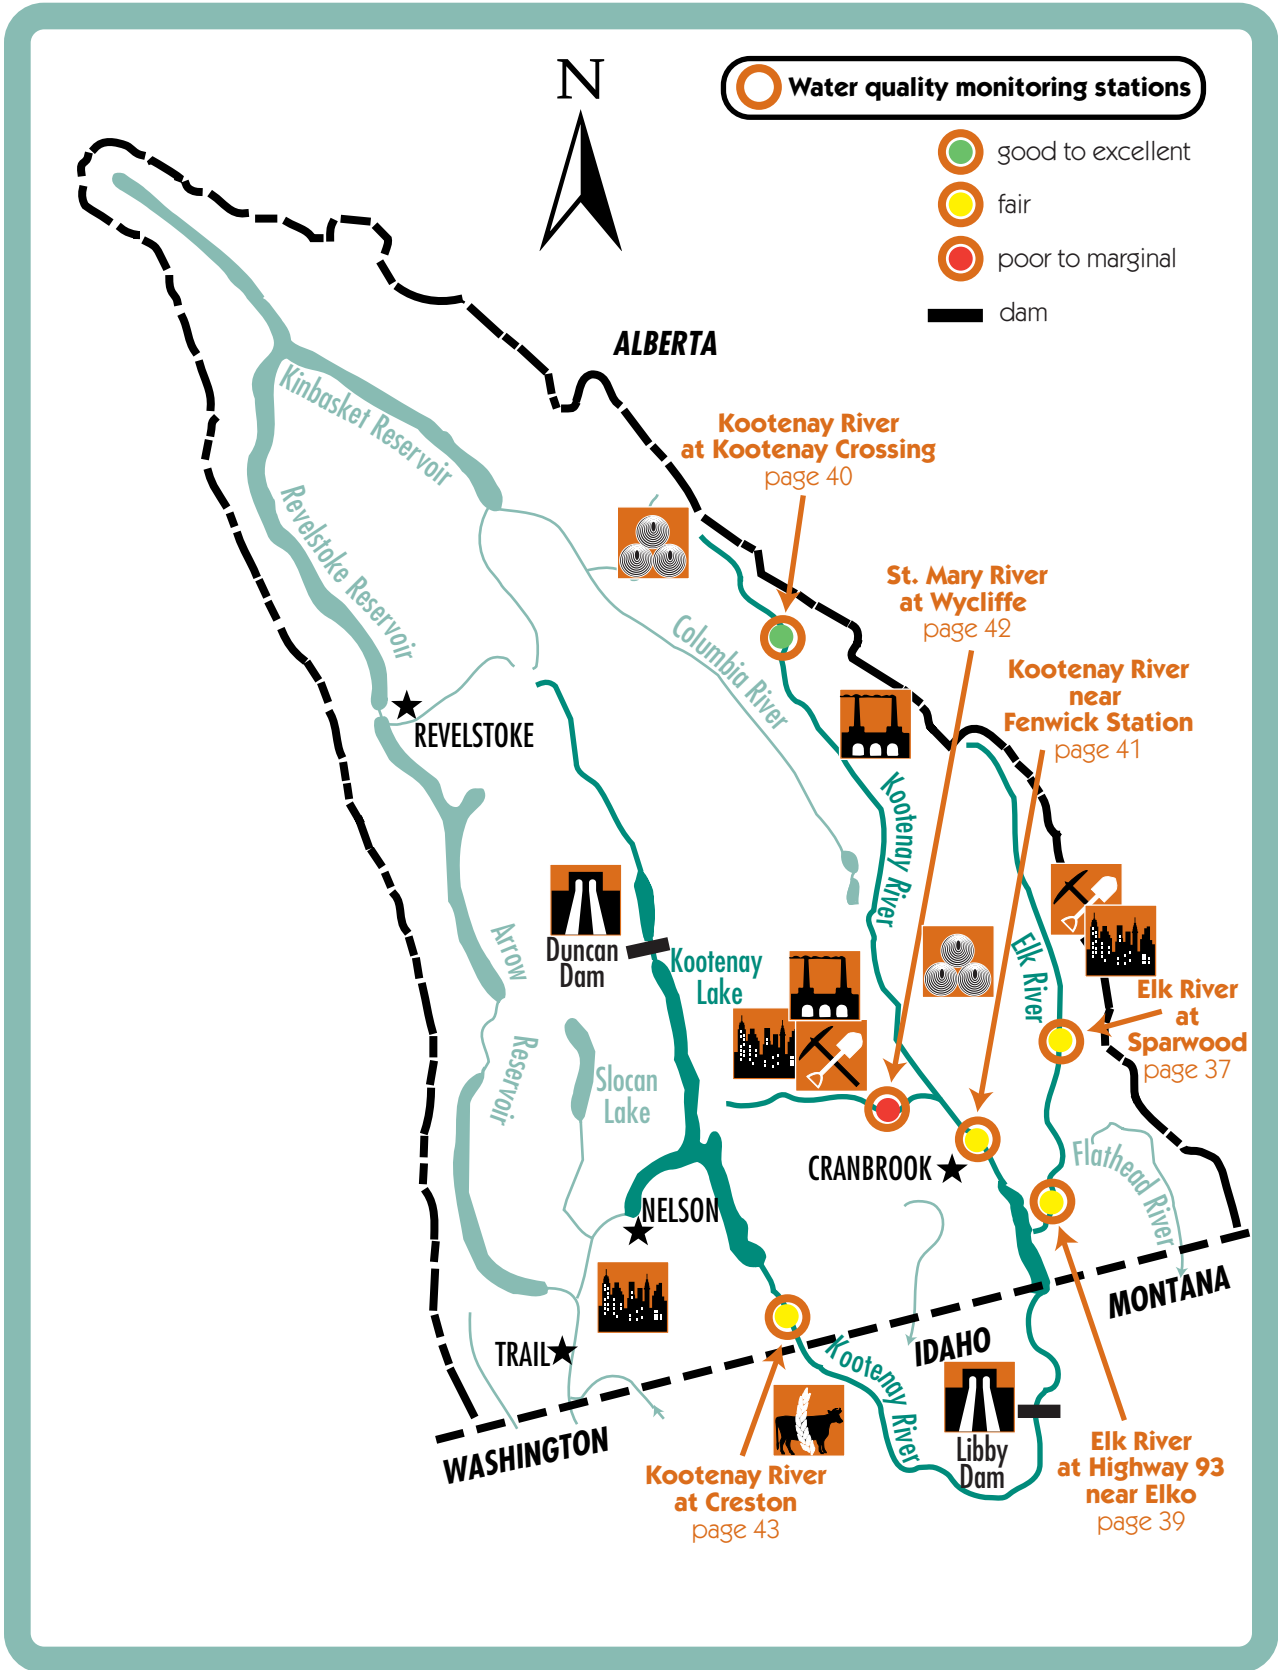 N
Water quality monitoring stations
good to excellent
fair
poor to marginal
dam
ALBERTA
Kinbasket Reservoir
Kootenay River
at Kootenay Crossing
page 40
Revelstoke Reservoir
St. Mary River
at Wycliffe
page 42
Columbia River
Kootenay River
near
Fenwick Station
page 41
REVELSTOKE
Kootenay River
Arrow
Duncan
Dam
Kootenay
Lake
Elk River
Elk River
at
Sparwood
page 37
Reservoir
Slocan
Lake
Flathead River
CRANBROOK
NELSON
MONTANA
IDAHO
TRAIL
Kootenay River
WASHINGTON
Libby
Dam
Kootenay River
at Creston
page 43
Elk River
at Highway 93
near Elko
page 39